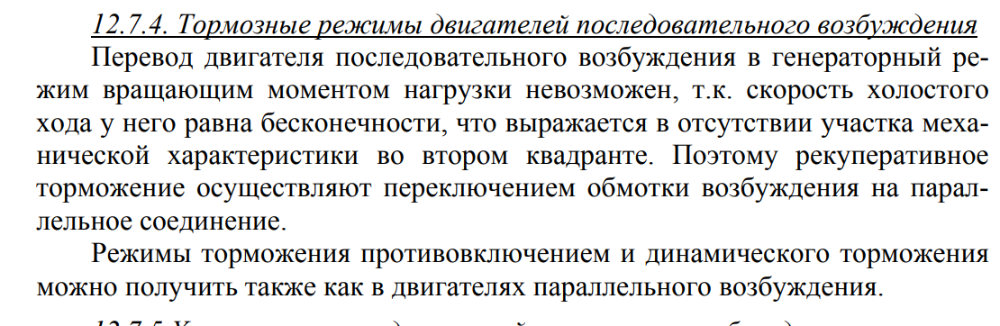 12.7.4. Тормозные режимы двигателей последовательного возбуждения
Перевод двигателя последовательного возбуждения в генераторный ре-
жим вращающим моментом нагрузки невозможен, т.к. скорость холостого
хода у него равна бесконечности, что выражается в отсутствии участка меха-
нической характеристики во втором квадранте. Поэтому рекуперативное
торможение осуществляют переключением обмотки возбуждения на парал-
лельное соединение.
Режимы торможения противовключением и динамического торможения
можно получить также как в двигателях параллельного возбуждения.